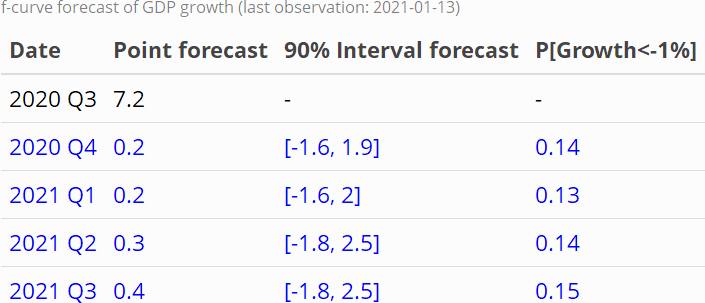 f-curve forecast of GDP growth (last observation: 2021-01-13)
Date Point forecast 90% Interval forecast P[Growth<-1%]
2020 Q3 7.2 - -
2020 Q4 0.2 [-1.6, 1.9] 0.14
2021 Q1 0.2 [-1.6, 2] 0.13
2021 Q2 0.3 [-1.8, 2.5] 0.14
2021 Q3 0.4 [-1.8, 2.5] 0.15